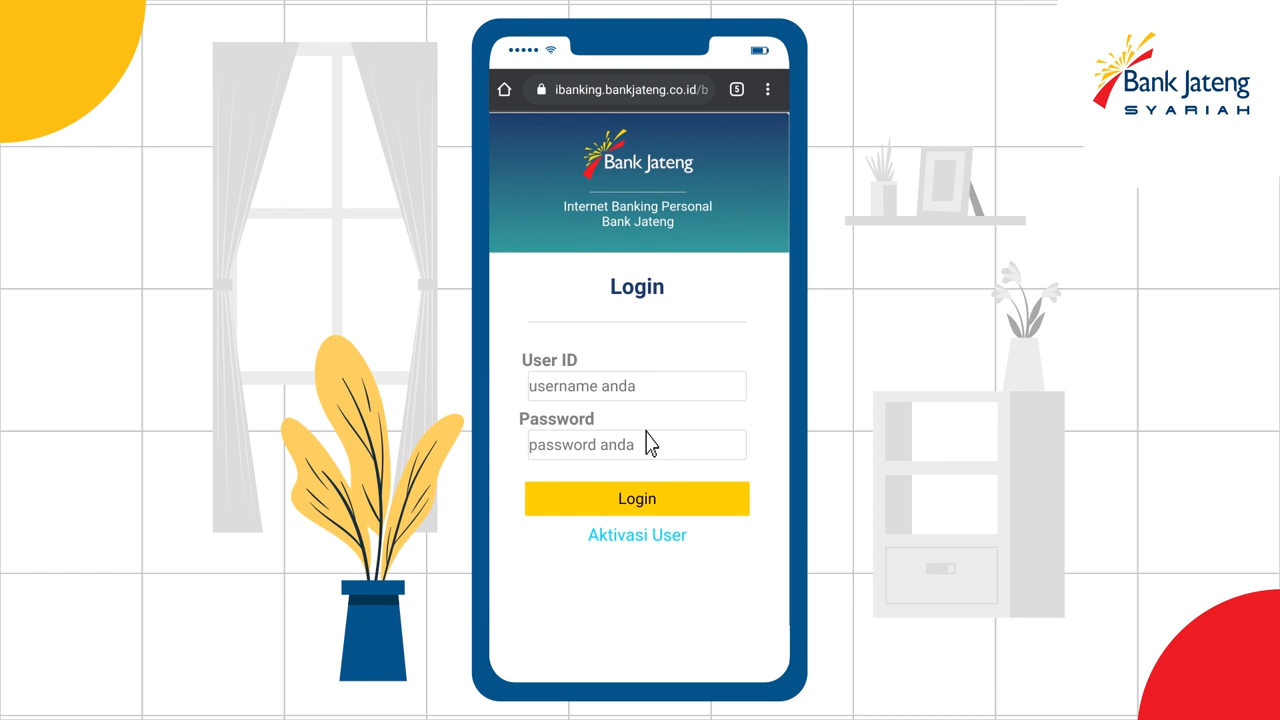 Bank Jateng
SYARIAH
ibanking.bankjateng.co.id/b
5
Bank Jateng
Internet Banking Personal
Bank Jateng
Login
User ID
username anda
Password
password anda
Login
Aktivasi User